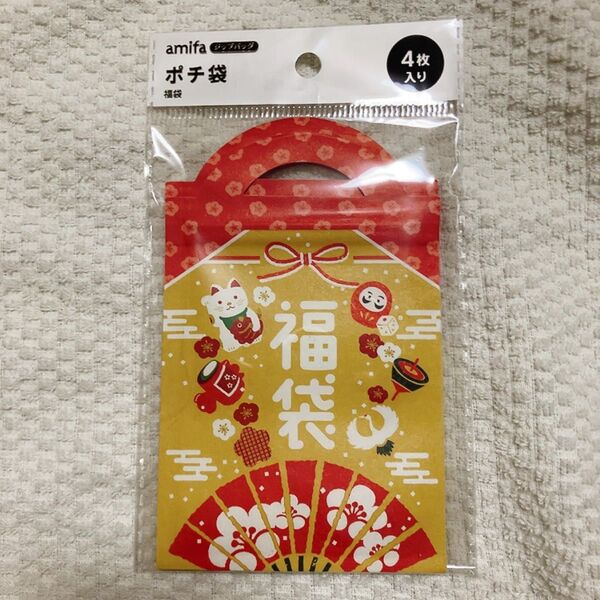 amifa ジップバッグ
ポチ袋
福袋
4枚
入り
福袋